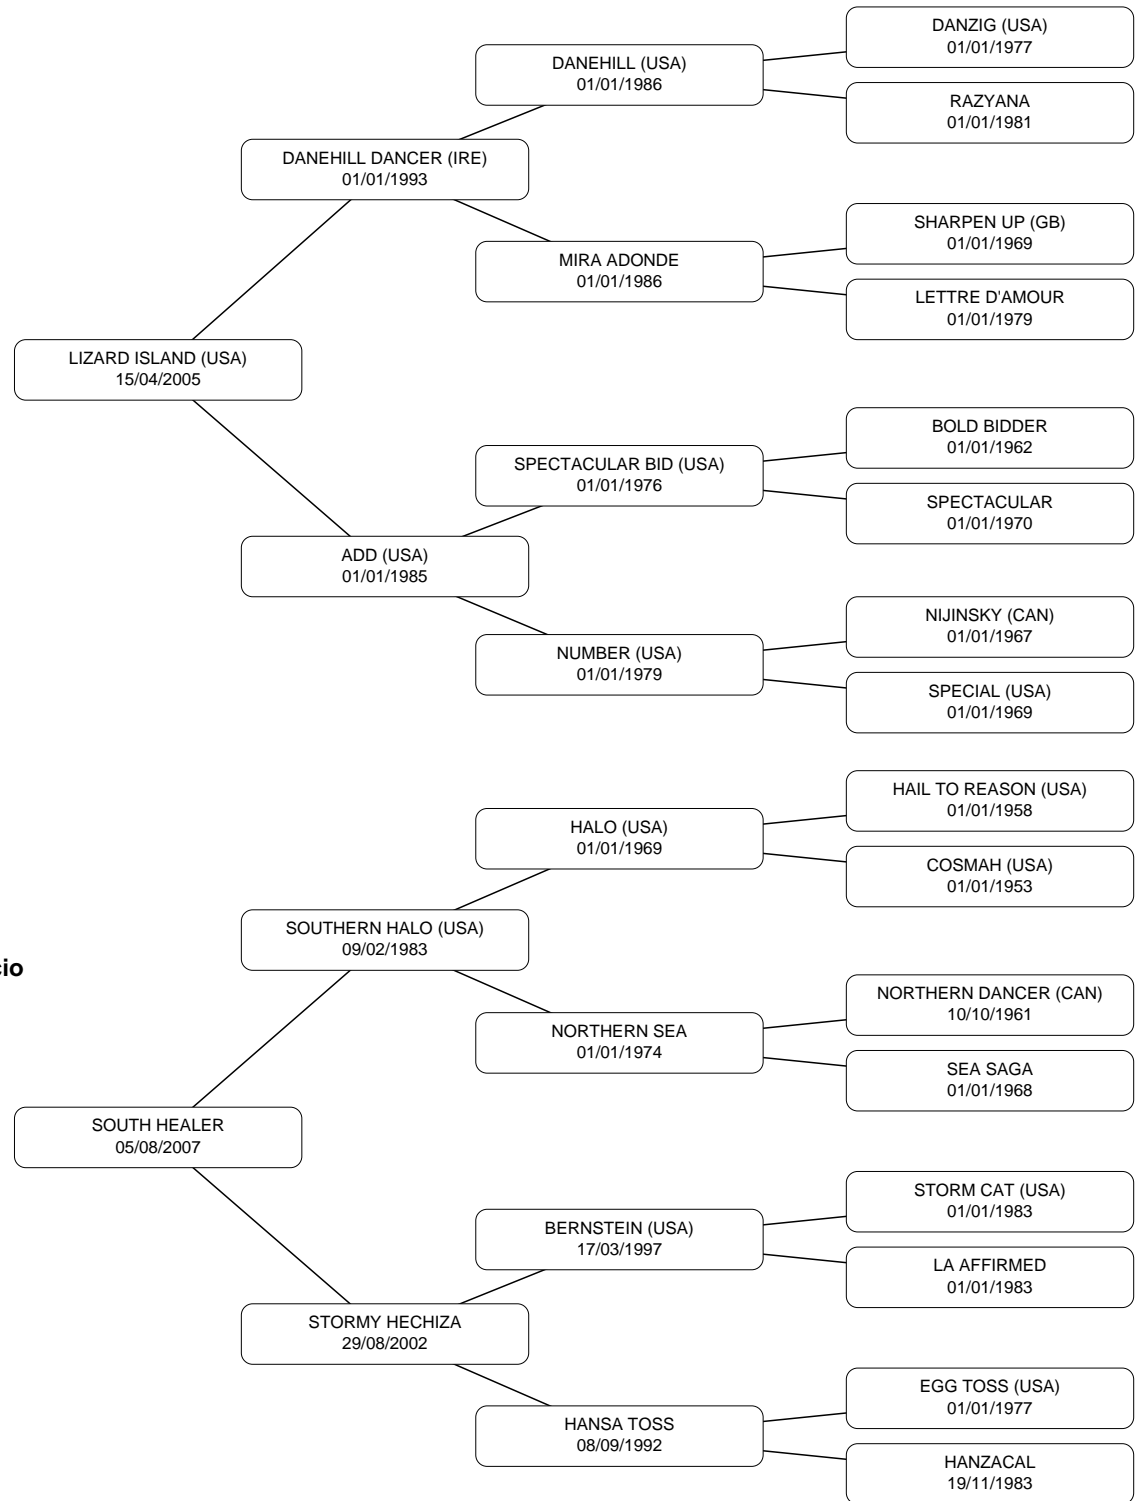 DANZIG (USA)
01/01/1977
DANEHILL (USA)
01/01/1986
RAZYANA
01/01/1981
DANEHILL DANCER (IRE)
01/01/1993
SHARPEN UP (GB)
01/01/1969
MIRA ADONDE
01/01/1986
LETTRE D'AMOUR
01/01/1979
LIZARD ISLAND (USA)
15/04/2005
BOLD BIDDER
01/01/1962
SPECTACULAR BID (USA)
01/01/1976
SPECTACULAR
01/01/1970
ADD (USA)
01/01/1985
NIJINSKY (CAN)
01/01/1967
NUMBER (USA)
01/01/1979
SPECIAL (USA)
01/01/1969
HAIL TO REASON (USA)
01/01/1958
HALO (USA)
01/01/1969
COSMAH (USA)
01/01/1953
SOUTHERN HALO (USA)
09/02/1983
cio
NORTHERN DANCER (CAN)
10/10/1961
NORTHERN SEA
01/01/1974
SEA SAGA
01/01/1968
SOUTH HEALER
05/08/2007
STORM CAT (USA)
01/01/1983
BERNSTEIN (USA)
17/03/1997
LA AFFIRMED
01/01/1983
STORMY HECHIZA
29/08/2002
EGG TOSS (USA)
01/01/1977
HANSA TOSS
08/09/1992
HANZACAL
19/11/1983